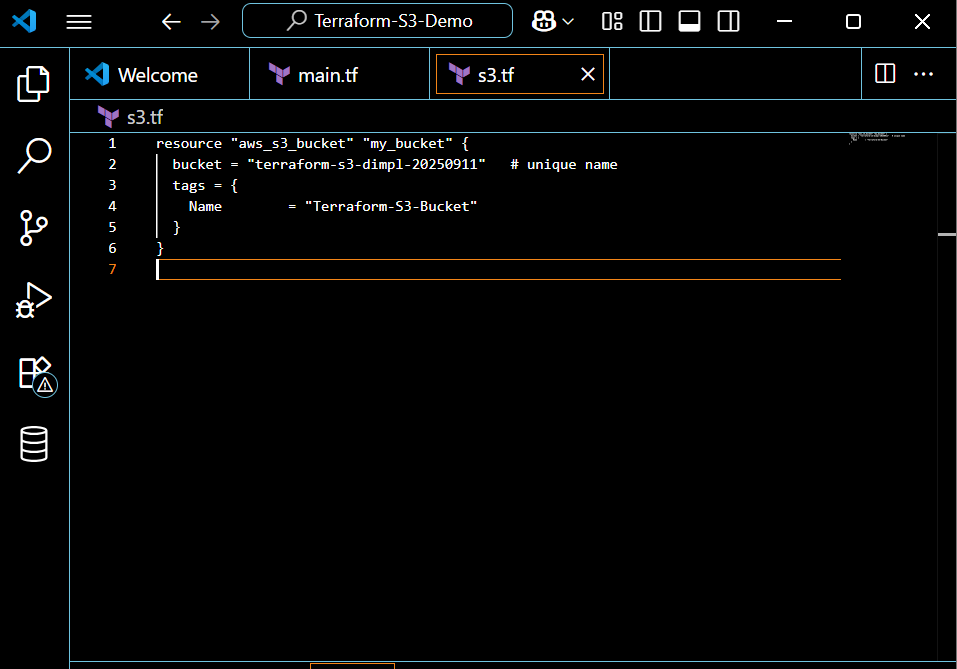 Terraform-S3-Demo
Welcome
main.tf
s3.tf
s3.tf
1 resource "aws_s3_bucket" "my_bucket" {
2   bucket = "terraform-s3-dimpl-20250911"   # unique name
3   tags = {
4     Name        = "Terraform-S3-Bucket"
5   }
6 }
7